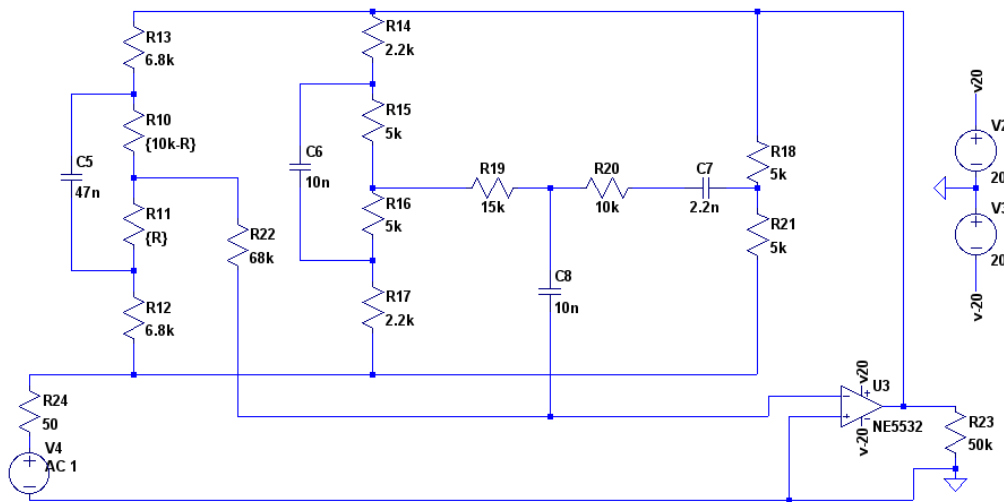 R13
6.8k
R14
2.2k
R10
{10k-R}
R15
5k
C5
47n
C6
10n
R11
{R}
R16
5k
R19
15k
R20
10k
C7
2.2n
R18
5k
R21
5k
R22
68k
C8
10n
R12
6.8k
R17
2.2k
R24
50
V4
AC 1
v20
U3
NE5532
v-20
R23
50k
v20
20
20
v-20